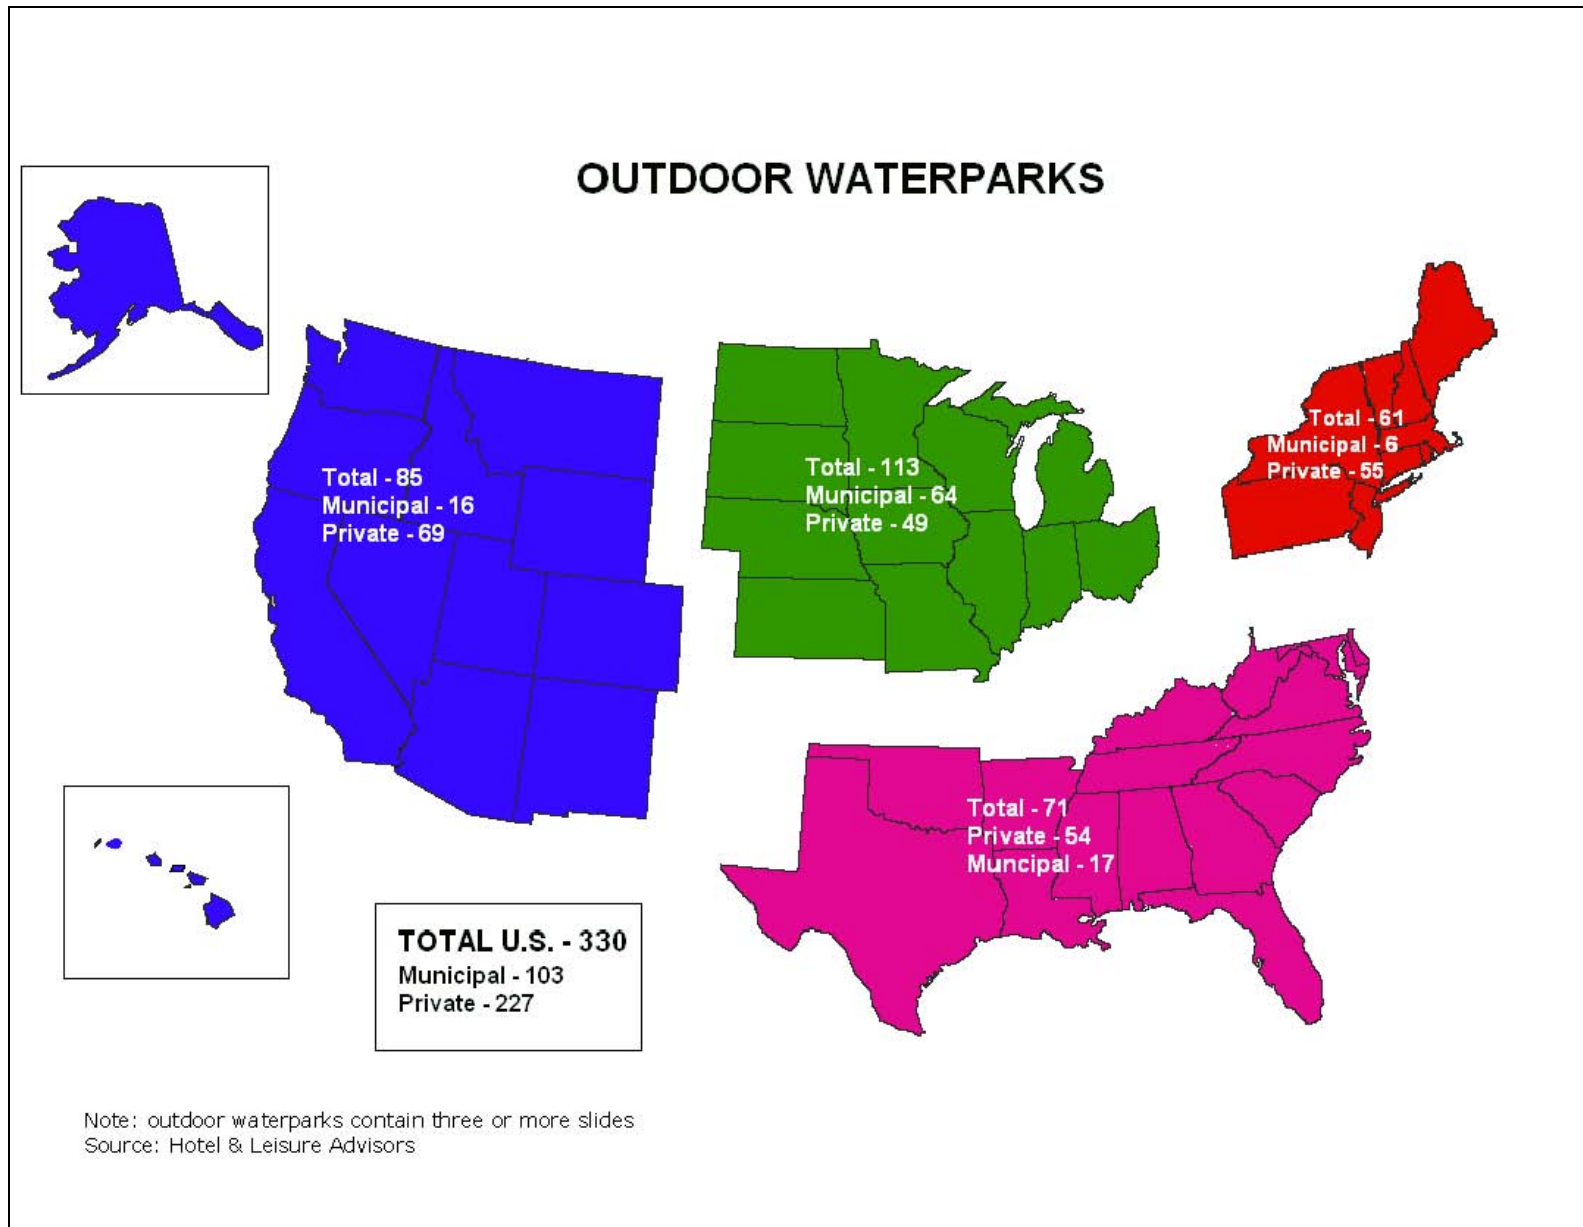 OUTDOOR WATERPARKS
Total - 61
Municipal - 6
Private - 55
Total - 85
Municipal - 16
Private - 69
Total - 113
Municipal - 64
Private - 49
Total - 71
Private - 54
Muncipal - 17
TOTAL U.S. - 330
Municipal - 103
Private - 227
Note: outdoor waterparks contain three or more slides
Source: Hotel & Leisure Advisors